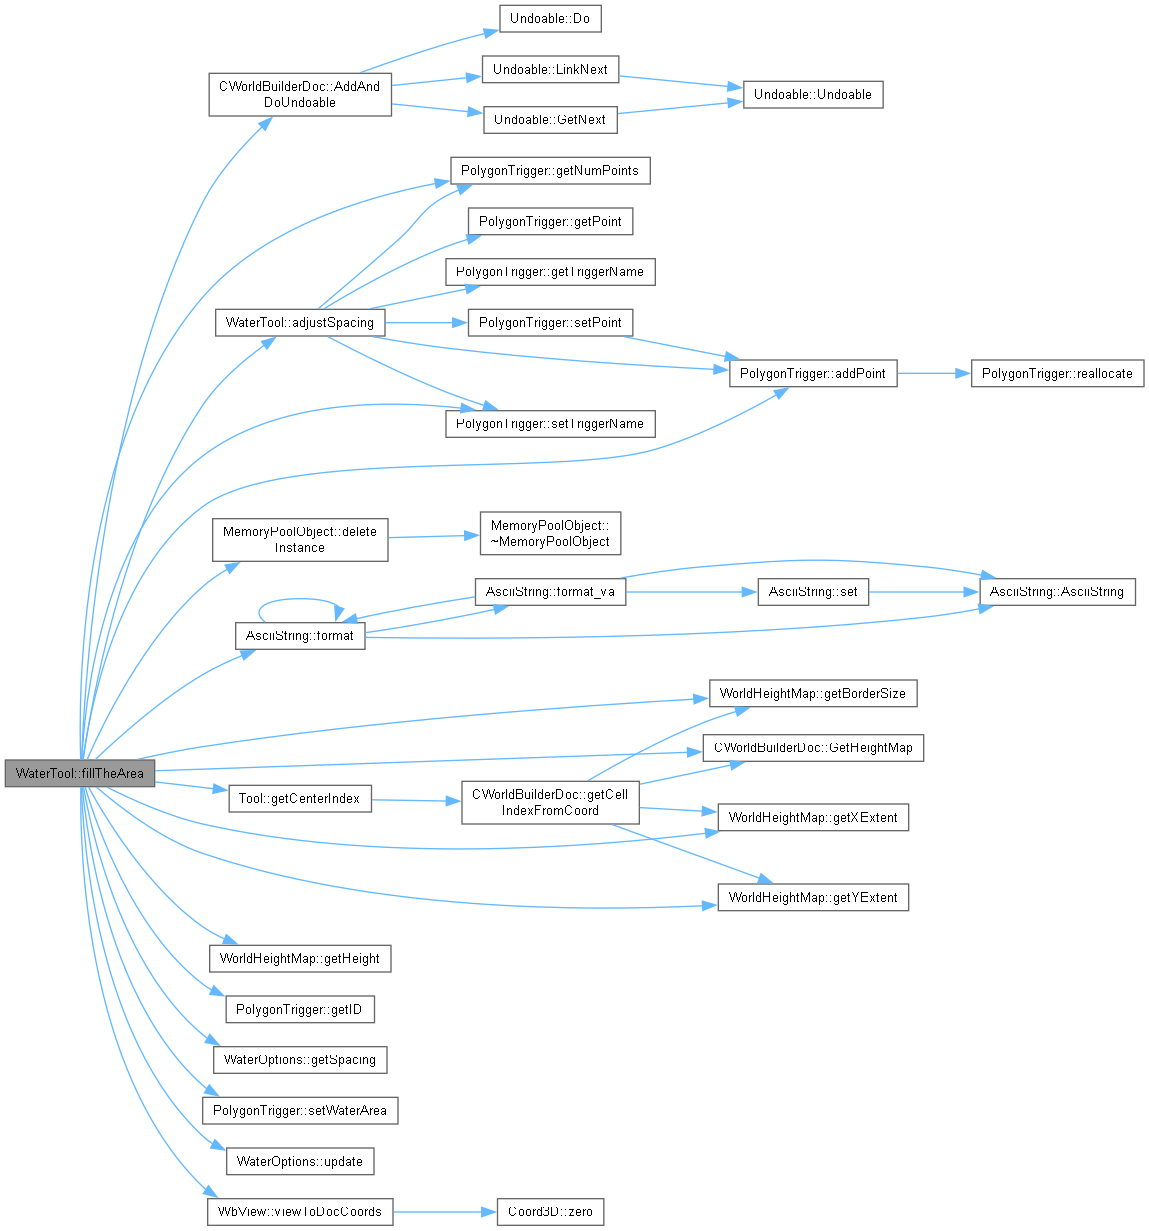 Undoable::Do
Undoable::LinkNext
CWorldBuilderDoc::AddAnd
DoUndoable
Undoable::Undoable
Undoable::GetNext
PolygonTrigger::getNumPoints
PolygonTrigger::getPoint
PolygonTrigger::getTriggerName
WaterTool::adjustSpacing
PolygonTrigger::setPoint
PolygonTrigger::addPoint
PolygonTrigger::reallocate
PolygonTrigger::setTriggerName
MemoryPoolObject::delete
Instance
MemoryPoolObject::
~MemoryPoolObject
AsciiString::format_va
AsciiString::set
AsciiString::AsciiString
AsciiString::format
WorldHeightMap::getBorderSize
CWorldBuilderDoc::GetHeightMap
WaterTool::fillTheArea
Tool::getCenterIndex
CWorldBuilderDoc::getCell
IndexFromCoord
WorldHeightMap::getXExtent
WorldHeightMap::getYExtent
WorldHeightMap::getHeight
PolygonTrigger::getID
WaterOptions::getSpacing
PolygonTrigger::setWaterArea
WaterOptions::update
WbView::viewToDocCoords
Coord3D::zero